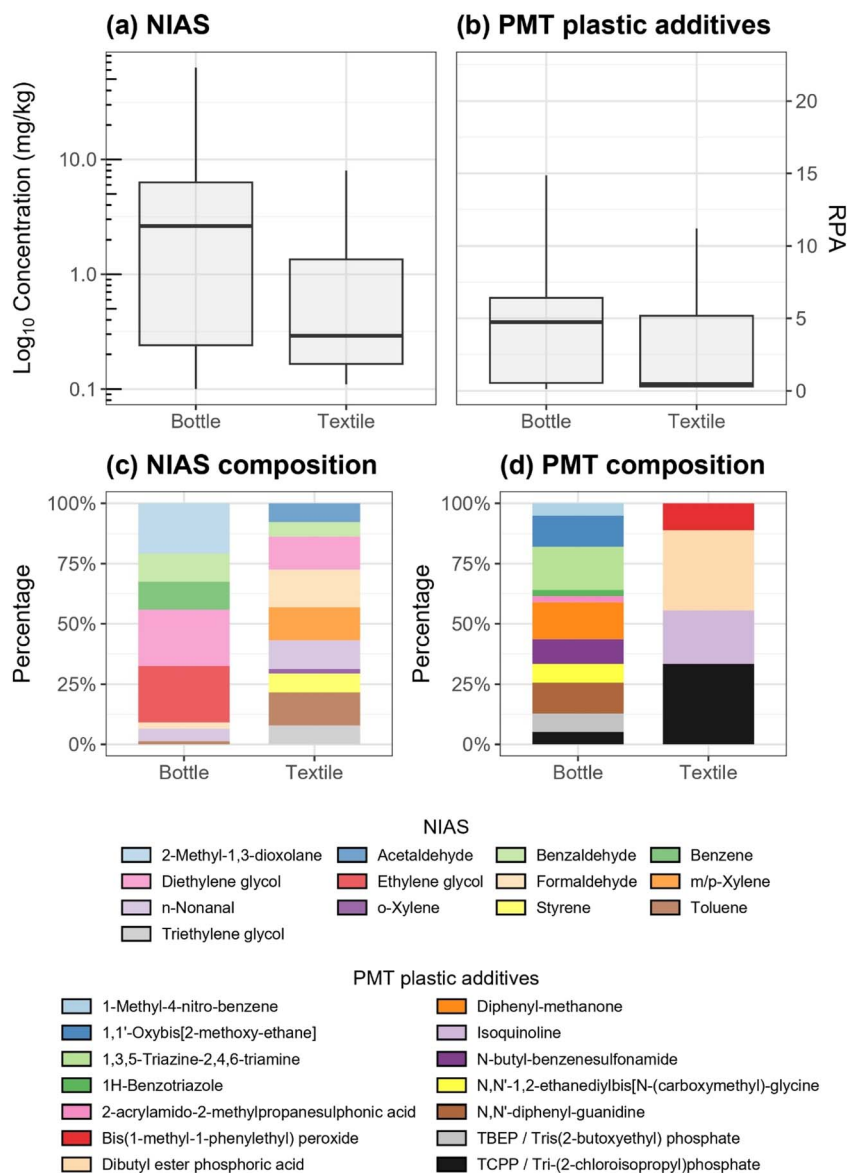 (a) NIAS
(b) PMT plastic additives
Log10 Concentration (mg/kg)
10.0
1.0
0.1
Bottle
Textile
20
15
10
5
0
RPA
Bottle
Textile
(c) NIAS composition
(d) PMT composition
Percentage
100%
75%
50%
25%
0%
Bottle
Textile
Percentage
100%
75%
50%
25%
0%
Bottle
Textile
NIAS
2-Methyl-1,3-dioxolane
Acetaldehyde
Benzaldehyde
Benzene
Diethylene glycol
Ethylene glycol
Formaldehyde
m/p-Xylene
n-Nonanal
o-Xylene
Styrene
Toluene
Triethylene glycol
PMT plastic additives
1-Methyl-4-nitro-benzene
1,1'-Oxybis[2-methoxy-ethane]
1,3,5-Triazine-2,4,6-triamine
1H-Benzotriazole
2-acrylamido-2-methylpropanesulphonic acid
Bis(1-methyl-1-phenylethyl) peroxide
Dibutyl ester phosphoric acid
Diphenyl-methanone
Isoquinoline
N-butyl-benzenesulfonamide
N,N'-1,2-ethanediylbis[N-(carboxymethyl)-glycine
N,N'-diphenyl-guanidine
TBEP / Tris(2-butoxyethyl) phosphate
TCPP / Tri-(2-chloroisopropyl)phosphate